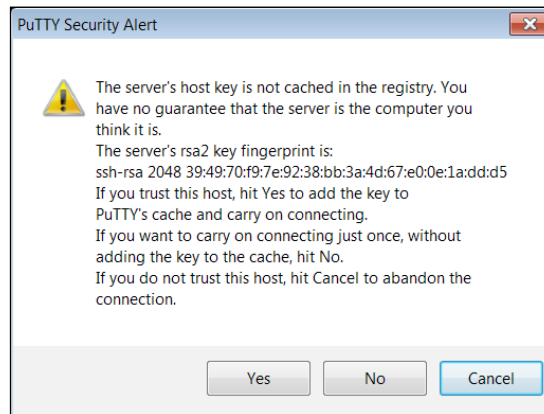 PuTTY Security Alert
The server's host key is not cached in the registry. You
have no guarantee that the server is the computer you
think it is.
The server's rsa2 key fingerprint is:
ssh-rsa 2048 39:49:70:f9:7e:92:38:bb:3a:4d:67:e0:0e:1a:dd:d5
If you trust this host, hit Yes to add the key to
PuTTY's cache and carry on connecting.
If you want to carry on connecting just once, without
adding the key to the cache, hit No.
If you do not trust this host, hit Cancel to abandon the
connection.
Yes No Cancel